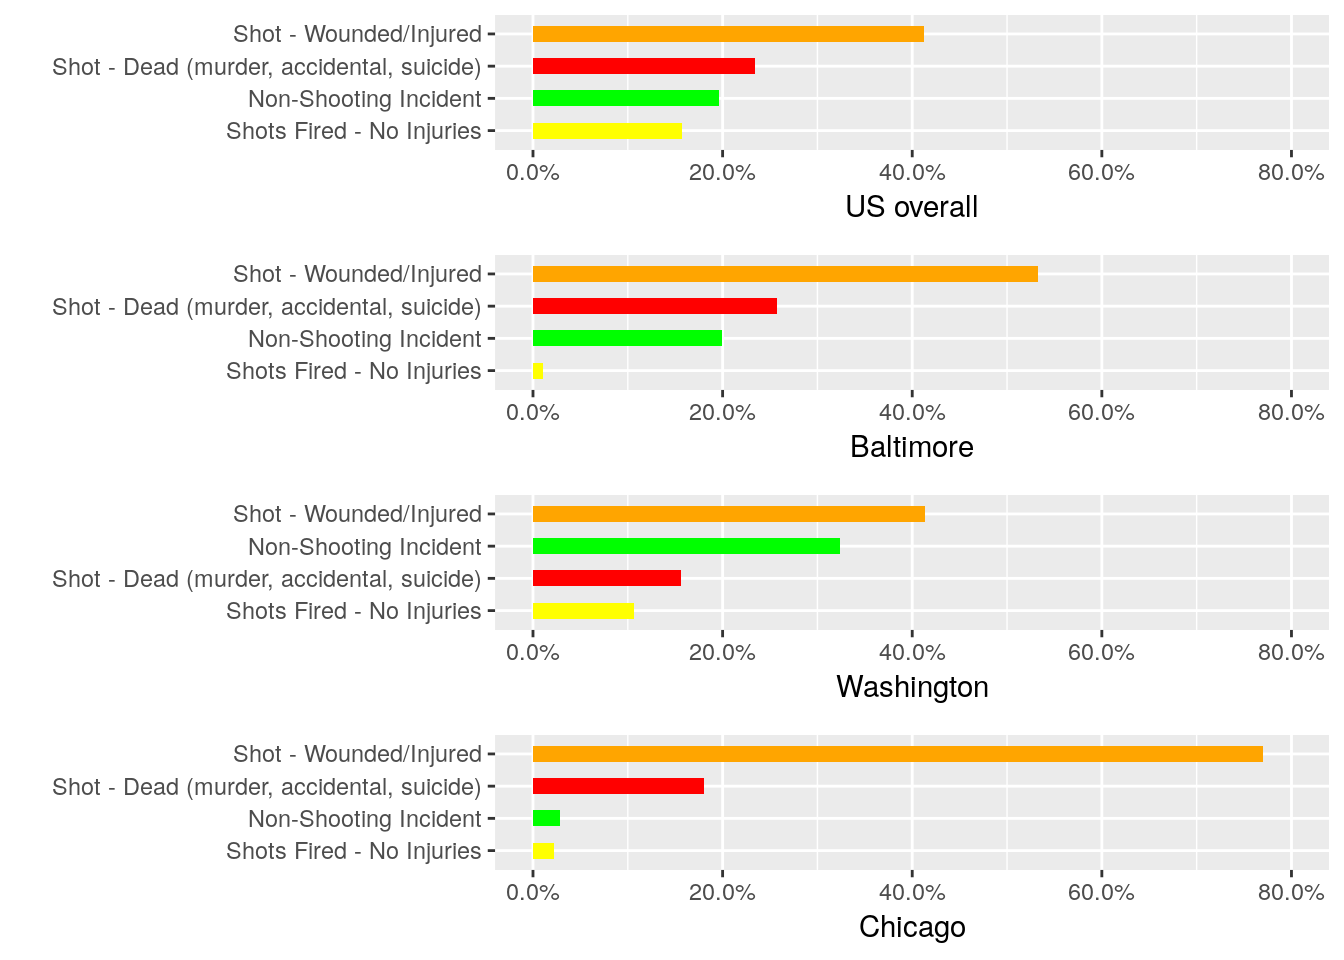 Shot - Wounded/Injured
Shot - Dead (murder, accidental, suicide)
Non-Shooting Incident
Shots Fired - No Injuries
0.0% 20.0% 40.0% 60.0% 80.0%
US overall
Shot - Wounded/Injured
Shot - Dead (murder, accidental, suicide)
Non-Shooting Incident
Shots Fired - No Injuries
0.0% 20.0% 40.0% 60.0% 80.0%
Baltimore
Shot - Wounded/Injured
Non-Shooting Incident
Shot - Dead (murder, accidental, suicide)
Shots Fired - No Injuries
0.0% 20.0% 40.0% 60.0% 80.0%
Washington
Shot - Wounded/Injured
Shot - Dead (murder, accidental, suicide)
Non-Shooting Incident
Shots Fired - No Injuries
0.0% 20.0% 40.0% 60.0% 80.0%
Chicago